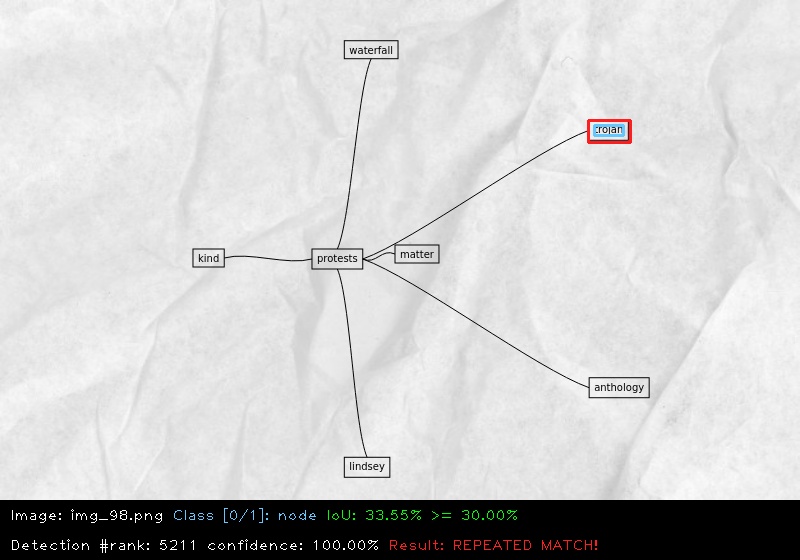 waterfall
trojan
kind
protests
matter
anthology
lindsey
Image: img_98.png Class [0/1]: node IoU: 33.55% >= 30.00%
Detection #rank: 5211 confidence: 100.00% Result: REPEATED MATCH!